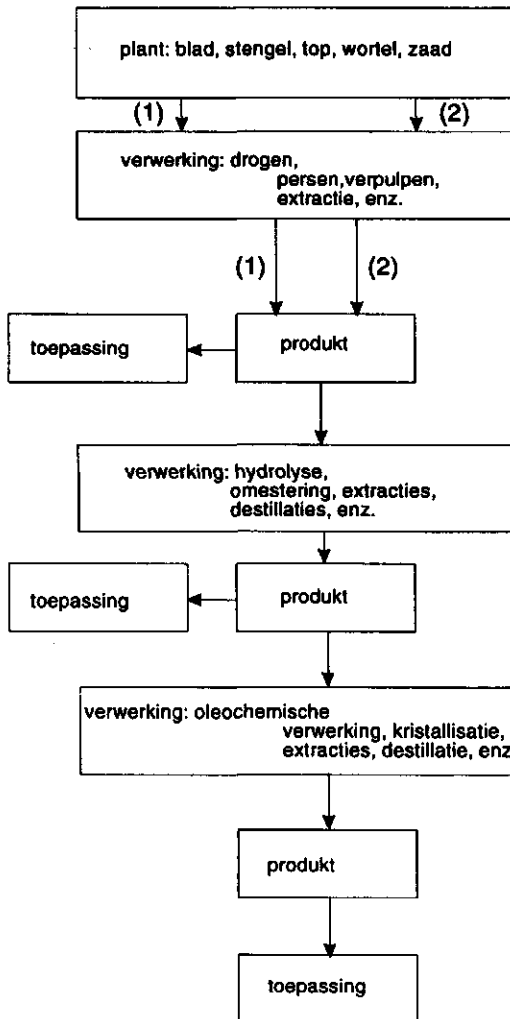 plant: blad, stengel, top, wortel, zaad
(1) (2)
verwerking: drogen,
persen,verpulpen,
extractie, enz.
(1) (2)
toepassing produkt
verwerking: hydrolyse,
omestering, extracties,
destillaties, enz.
toepassing produkt
verwerking: oleochemische
verwerking, kristallisatie,
extracties, destillatie, enz
produkt
toepassing